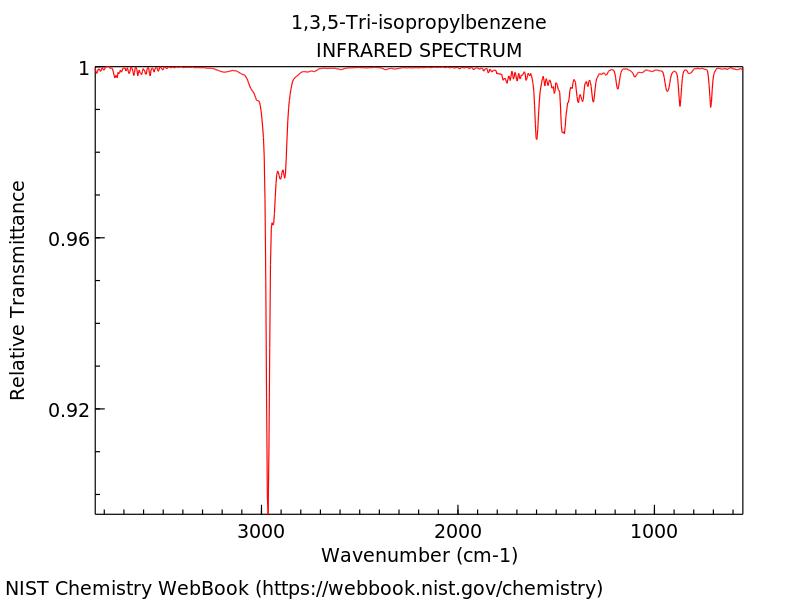 1,3,5-Tri-isopropylbenzene
INFRARED SPECTRUM
1
0.96
0.92
Relative Transmittance
3000 2000 1000
Wavenumber (cm-1)
NIST Chemistry WebBook (https://webbook.nist.gov/chemistry)